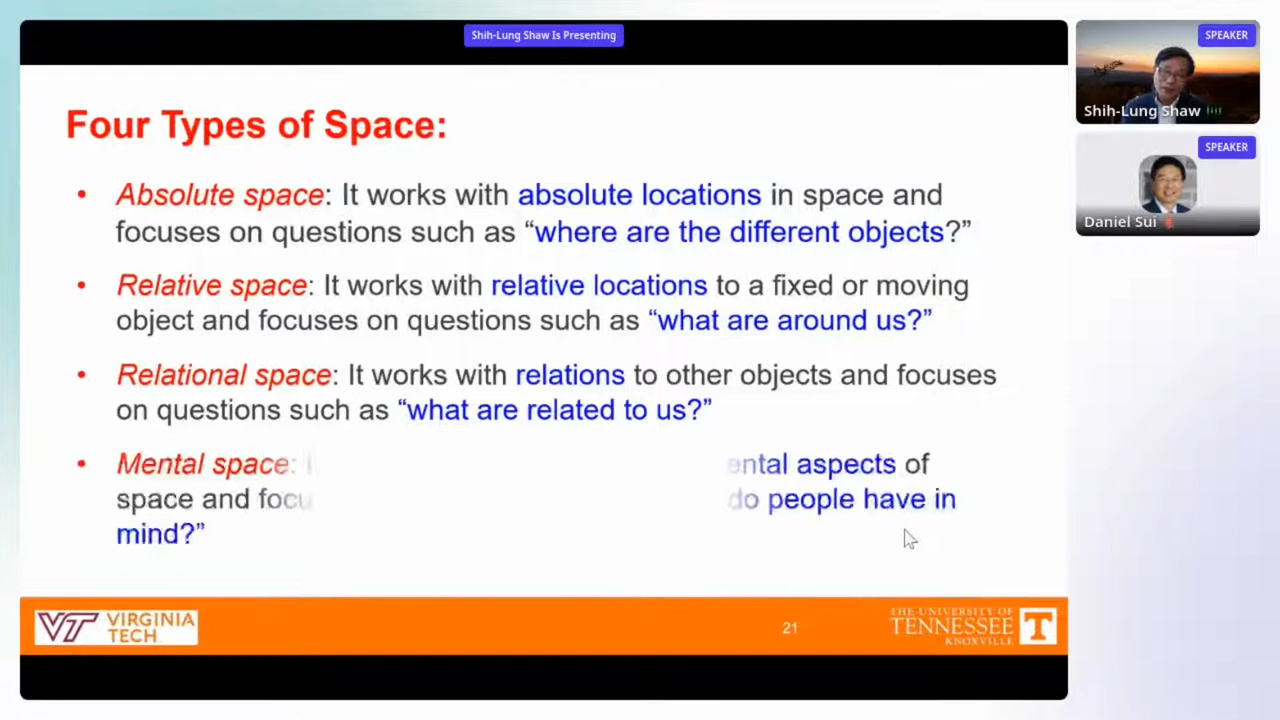 Shih-Lung Shaw Is Presenting
Four Types of Space:
• Absolute space: It works with absolute locations in space and
focuses on questions such as “where are the different objects?”
• Relative space: It works with relative locations to a fixed or moving
object and focuses on questions such as “what are around us?”
• Relational space: It works with relations to other objects and focuses
on questions such as “what are related to us?”
• Mental space: ental aspects of
space and focu do people have in
mind?”
VT VIRGINIA
TECH
21
THE UNIVERSITY OF
TENNESSEE
KNOXVILLE
T
SPEAKER
Shih-Lung Shaw
SPEAKER
Daniel Sui